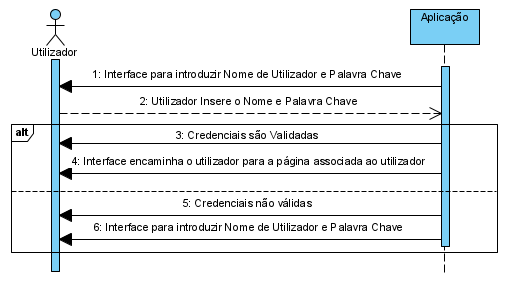 Aplicação
Utilizador
1: Interface para introduzir Nome de Utilizador e Palavra Chave
2: Utilizador Insere o Nome e Palavra Chave
alt
3: Credenciais são Validadas
4: Interface encaminha o utilizador para a página associada ao utilizador
5: Credenciais não válidas
6: Interface para introduzir Nome de Utilizador e Palavra Chave